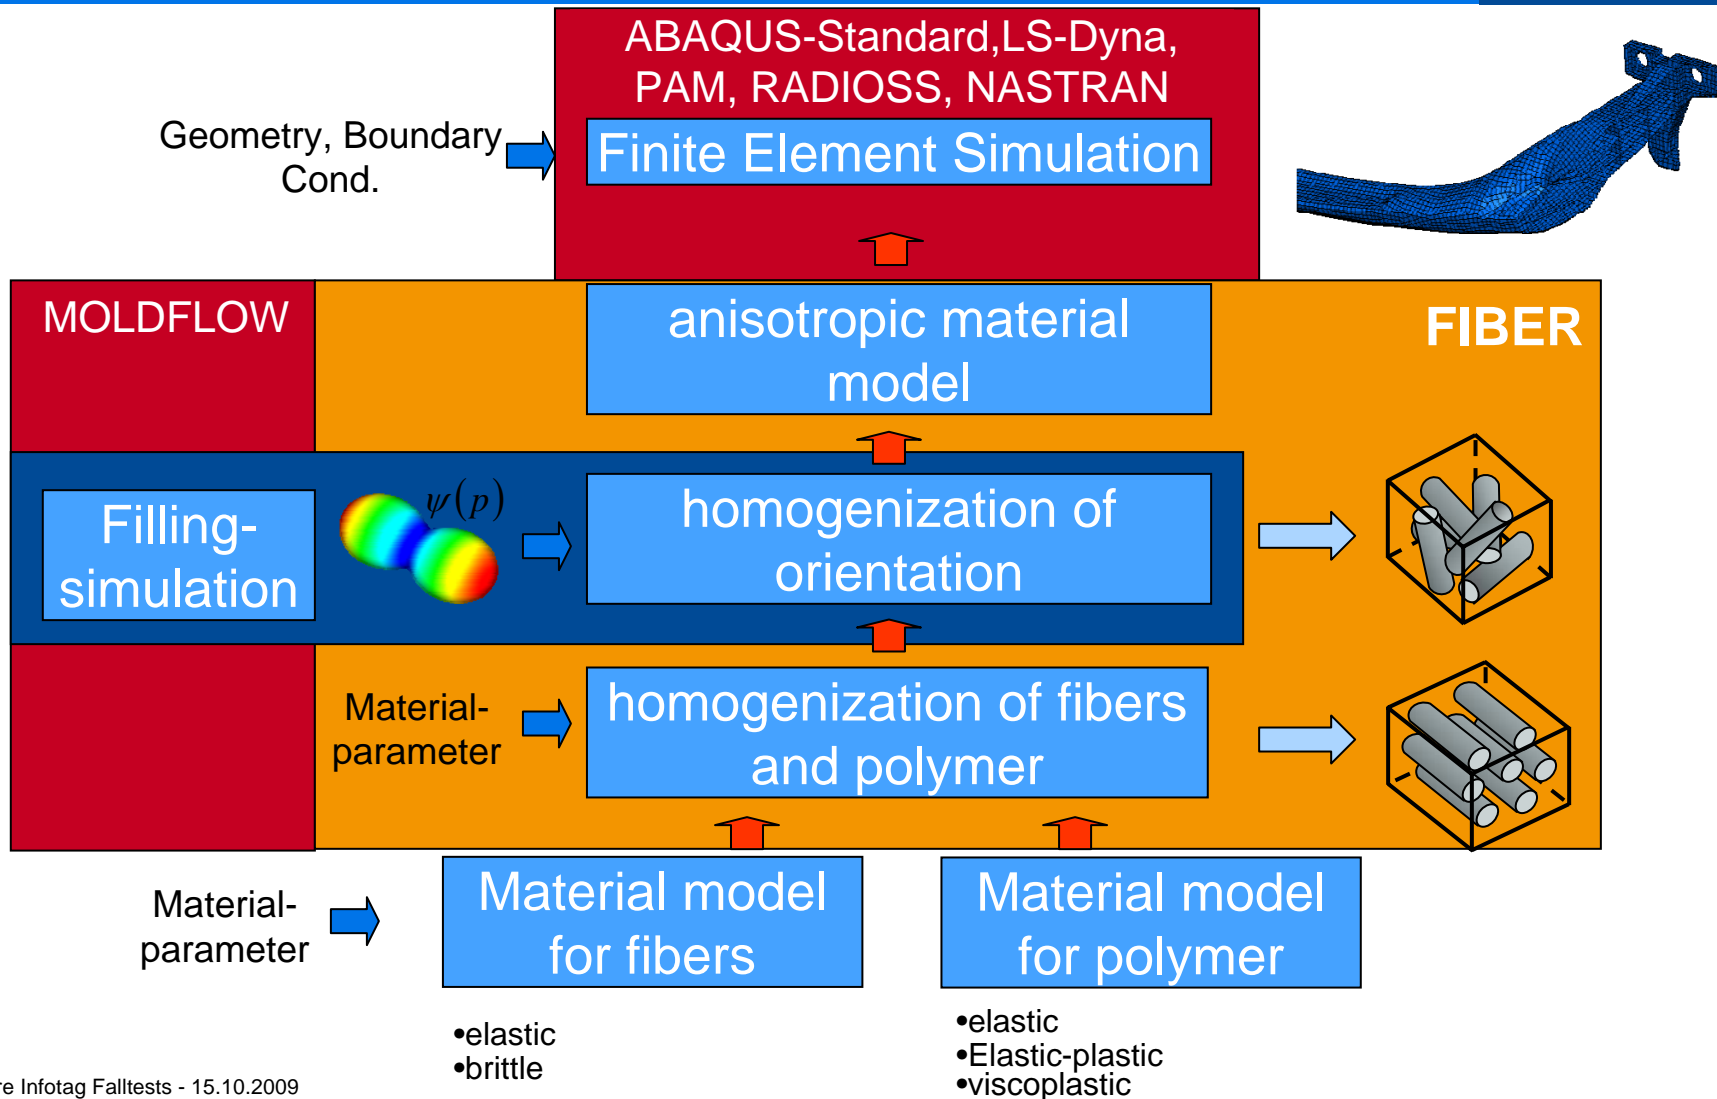 ABAQUS-Standard,LS-Dyna,
PAM, RADIOSS, NASTRAN
Geometry, Boundary
Cond.
Finite Element Simulation
MOLDFLOW
anisotropic material
model
FIBER
Filling-
simulation
ψ(p)
homogenization of
orientation
Material-
parameter
homogenization of fibers
and polymer
Material-
parameter
Material model
for fibers
Material model
for polymer
•elastic
•brittle
•elastic
•Elastic-plastic
•viscoplastic
re Infotag Falltests - 15.10.2009